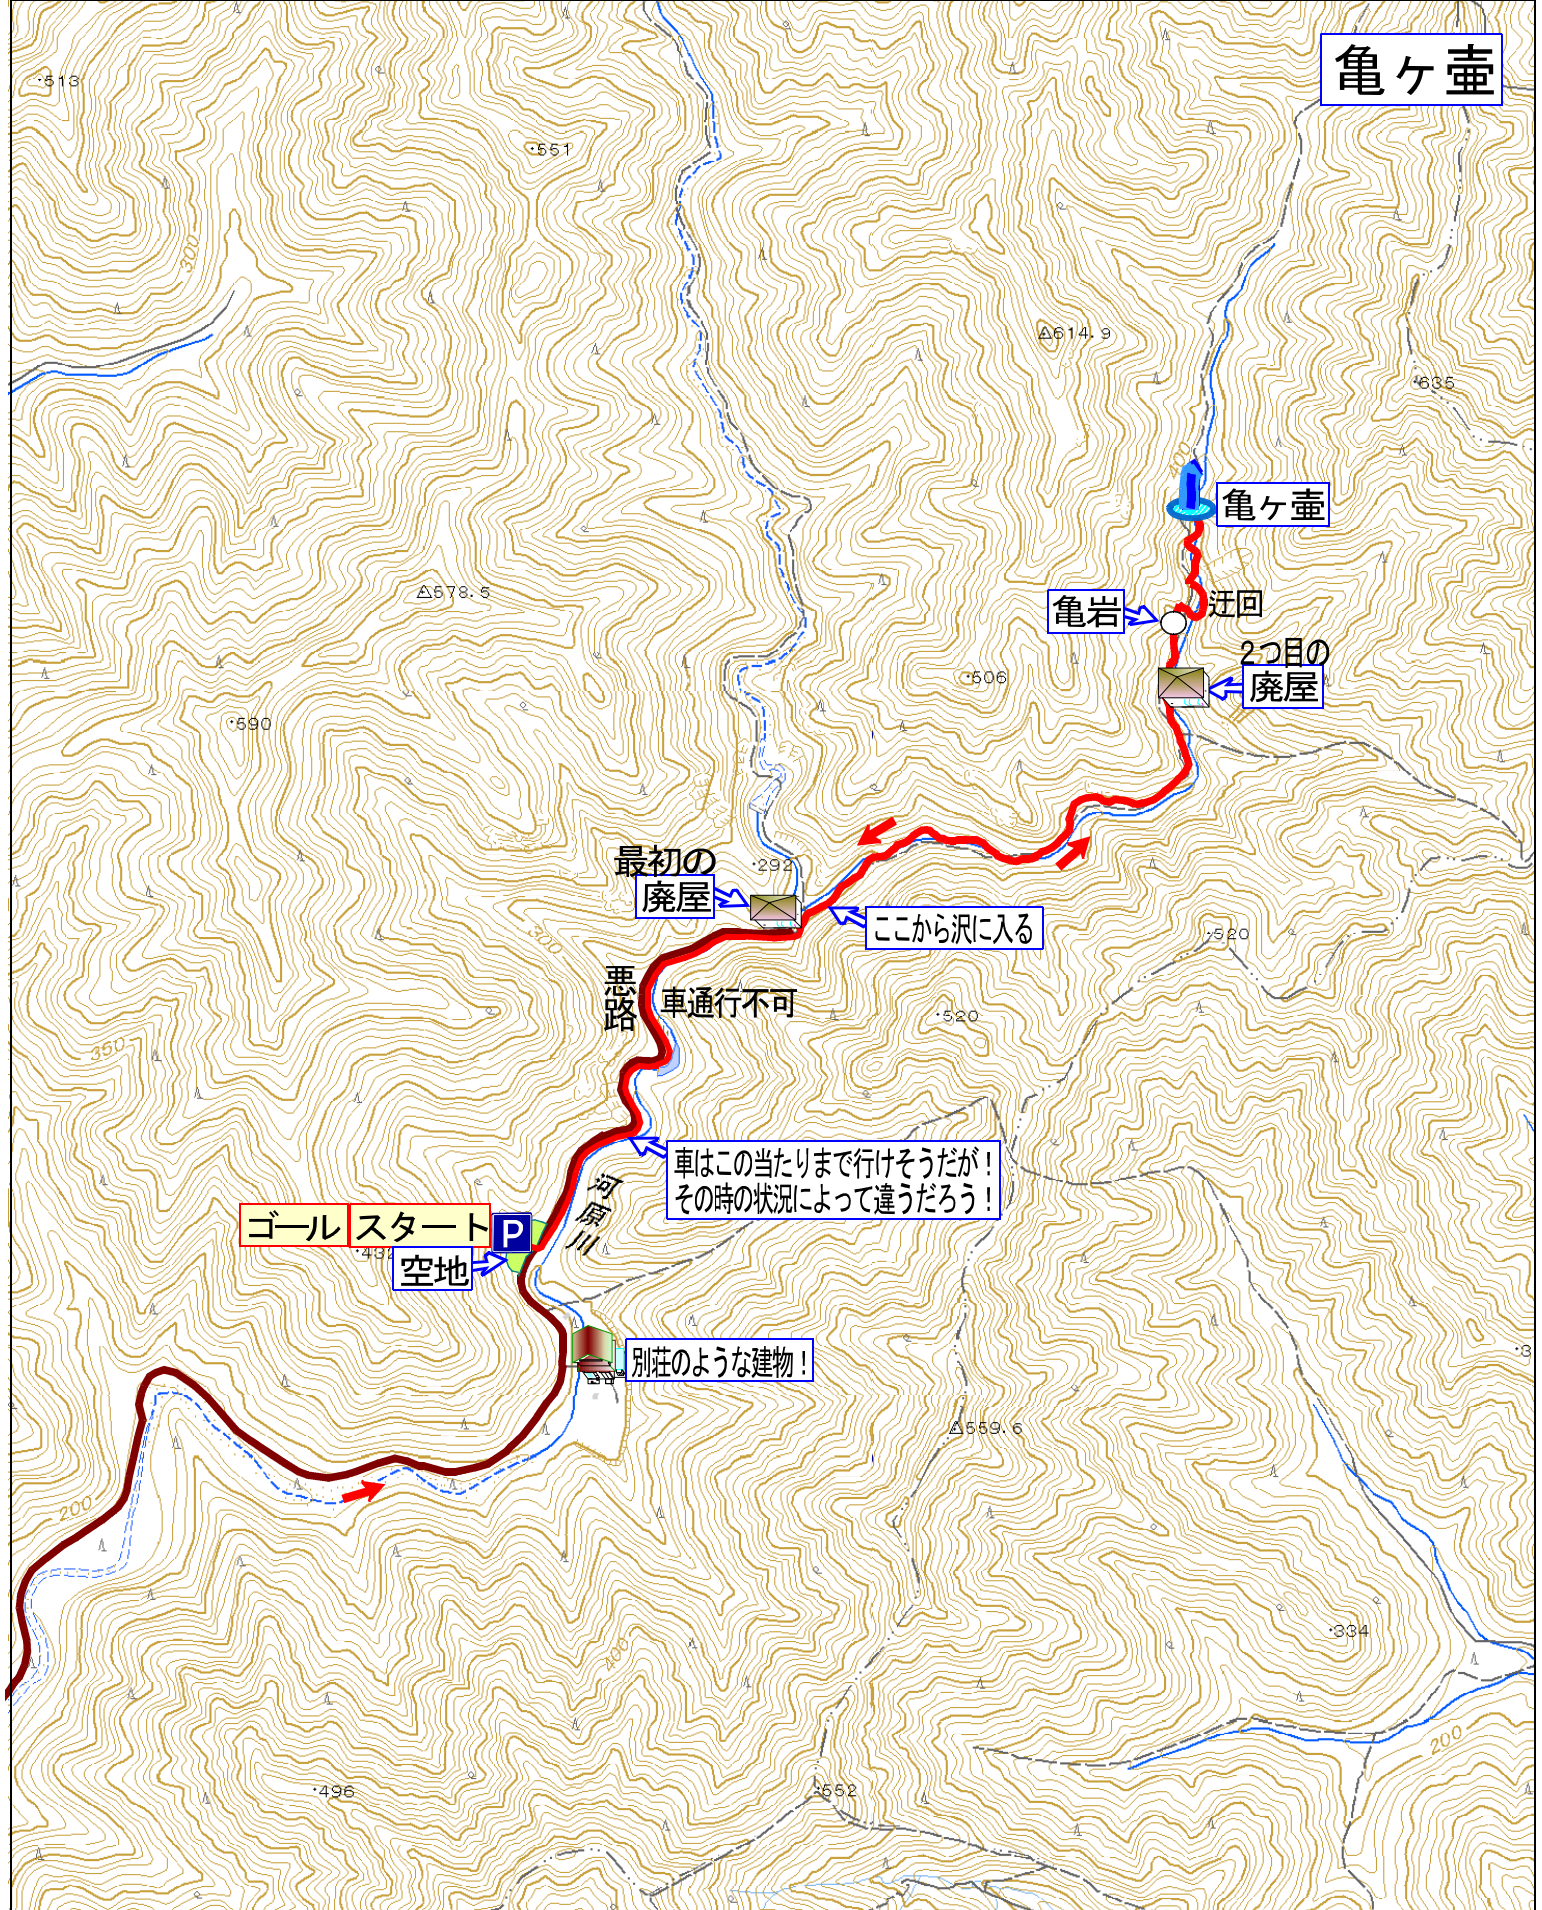 亀ヶ壷
513
551
300
614.9
635
400
亀ヶ壷
578.5
亀岩
迂回
2つ目の
廃屋
506
590
最初の
廃屋
292
ここから沢に入る
300
520
悪路
車通行不可
520
350
車はこの当たりまで行けそうだが！
その時の状況によって違うだろう！
河原川
ゴール
スタート
P
432
空地
別荘のような建物！
559.6
200
334
400
200
496
552